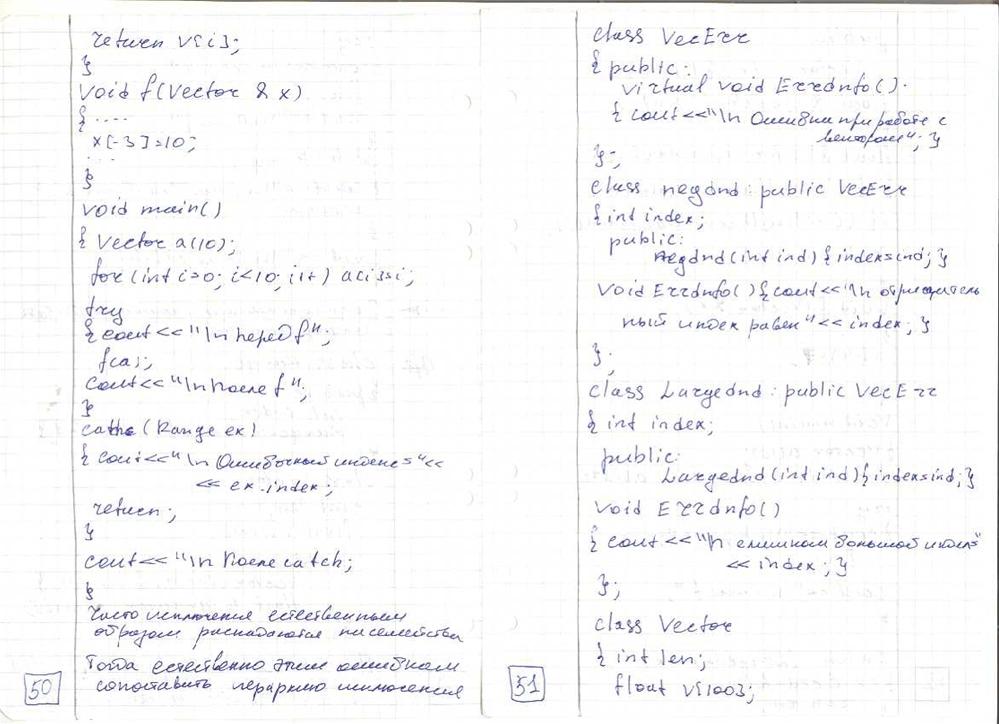 return v[i];
}
void f(Vector & x)
{ ....
x[-3]=10;
...
}
void main()
{ Vector a(10);
for(int i=0; i<10; i++) a[i]=i;
try
{ cout<<"\n перед f";
f(a);
cout<<"\n после f";
}
catch(Range ex)
{ cout<<"\n Ошибочный индекс="<<
<< ex.index;
return;
}
cout<<"\n После catch;
}
Часто исключения естественным
образом распадаются на семейства
Тогда естественно этим ошибкам
сопоставить иерархию исключения
50
class VecErr
{ public:
virtual void ErrInfo().
{ cout<<"\n Ошибки при работе с
вектором"; }
};
class negInd: public VecErr
{ int index;
public:
negInd(int ind){index=ind;}
void ErrInfo(){cout<<"\n отрицатель
ный индех равен"<< index; }
};
class LargeInd: public VecErr
{ int index;
public:
LargeInd(int ind){index=ind;}
void ErrInfo()
{ cout<<"\n слишком большой индекс"
<< index; }
};
class Vector
{ int len;
float v[100];
51